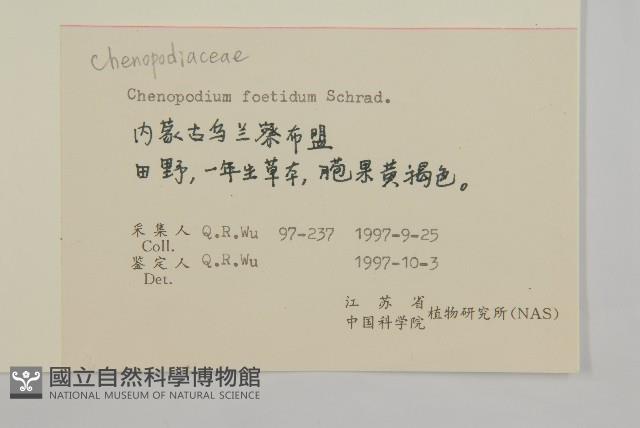 Chenopodiaceae
Chenopodium foetidum Schrad.
内蒙古乌兰察布盟
田野，一年生草本，胞果黄褐色。
采集人 Q.R.Wu 97-237 1997-9-25
Coll.
鉴定人 Q.R.Wu 1997-10-3
Det.
江苏省
中国科学院 植物研究所(NAS)
國立自然科學博物館
NATIONAL MUSEUM OF NATURAL SCIENCE